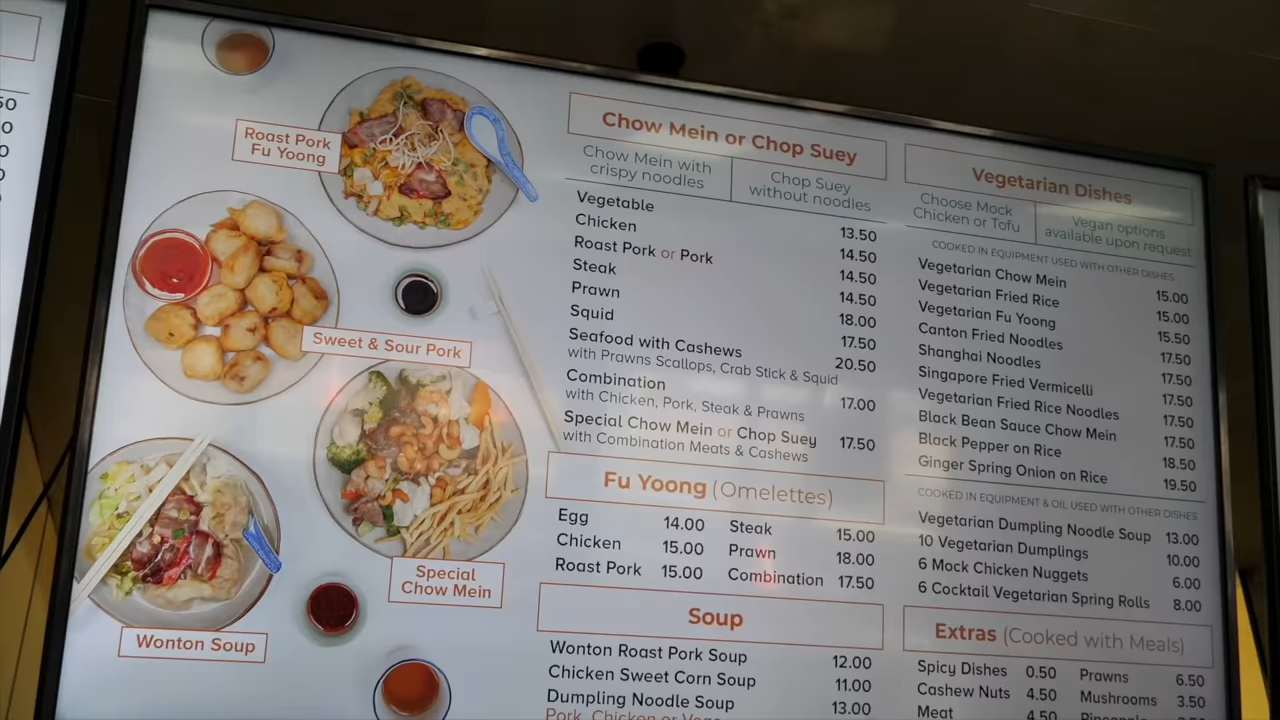 50
0
0
0
Roast Pork
Fu Yoong
Sweet & Sour Pork
Special
Chow Mein
Wonton Soup
Chow Mein or Chop Suey
Chow Mein with
crispy noodles
Chop Suey
without noodles
Vegetable 13.50
Chicken 14.50
Roast Pork or Pork 14.50
Steak 14.50
Prawn 18.00
Squid 17.50
Seafood with Cashews 20.50
with Prawns Scallops, Crab Stick & Squid
Combination 17.00
with Chicken, Pork, Steak & Prawns
Special Chow Mein or Chop Suey 17.50
with Combination Meats & Cashews
Fu Yoong (Omelettes)
Egg 14.00 Steak 15.00
Chicken 15.00 Prawn 18.00
Roast Pork 15.00 Combination 17.50
Soup
Wonton Roast Pork Soup 12.00
Chicken Sweet Corn Soup 11.00
Dumpling Noodle Soup 13.00
Pork, Chicken or
Vegetarian Dishes
Choose Mock
Chicken or Tofu
Vegan options
available upon request
COOKED IN EQUIPMENT USED WITH OTHER DISHES
Vegetarian Chow Mein 15.00
Vegetarian Fried Rice 15.00
Vegetarian Fu Yoong 15.50
Canton Fried Noodles 17.50
Shanghai Noodles 17.50
Singapore Fried Vermicelli 17.50
Vegetarian Fried Rice Noodles 17.50
Black Bean Sauce Chow Mein 17.50
Black Pepper on Rice 18.50
Ginger Spring Onion on Rice 19.50
COOKED IN EQUIPMENT & OIL USED WITH OTHER DISHES
Vegetarian Dumpling Noodle Soup 13.00
10 Vegetarian Dumplings 10.00
6 Mock Chicken Nuggets 6.00
6 Cocktail Vegetarian Spring Rolls 8.00
Extras (Cooked with Meals)
Spicy Dishes 0.50 Prawns 6.50
Cashew Nuts 4.50 Mushrooms 3.50
Meat 4.50